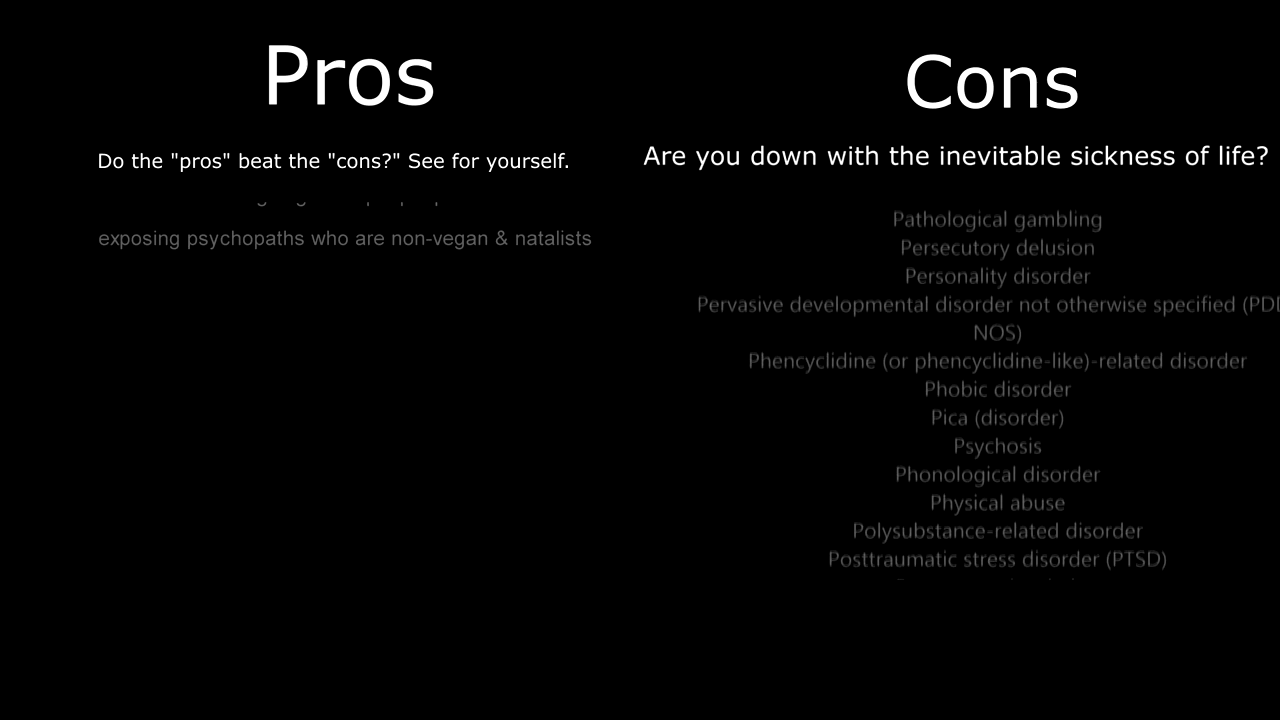 Pros
Do the "pros" beat the "cons?" See for yourself.
exposing psychopaths who are non-vegan & natalists
Cons
Are you down with the inevitable sickness of life?
Pathological gambling
Persecutory delusion
Personality disorder
Pervasive developmental disorder not otherwise specified (PDD
NOS)
Phencyclidine (or phencyclidine-like)-related disorder
Phobic disorder
Pica (disorder)
Psychosis
Phonological disorder
Physical abuse
Polysubstance-related disorder
Posttraumatic stress disorder (PTSD)